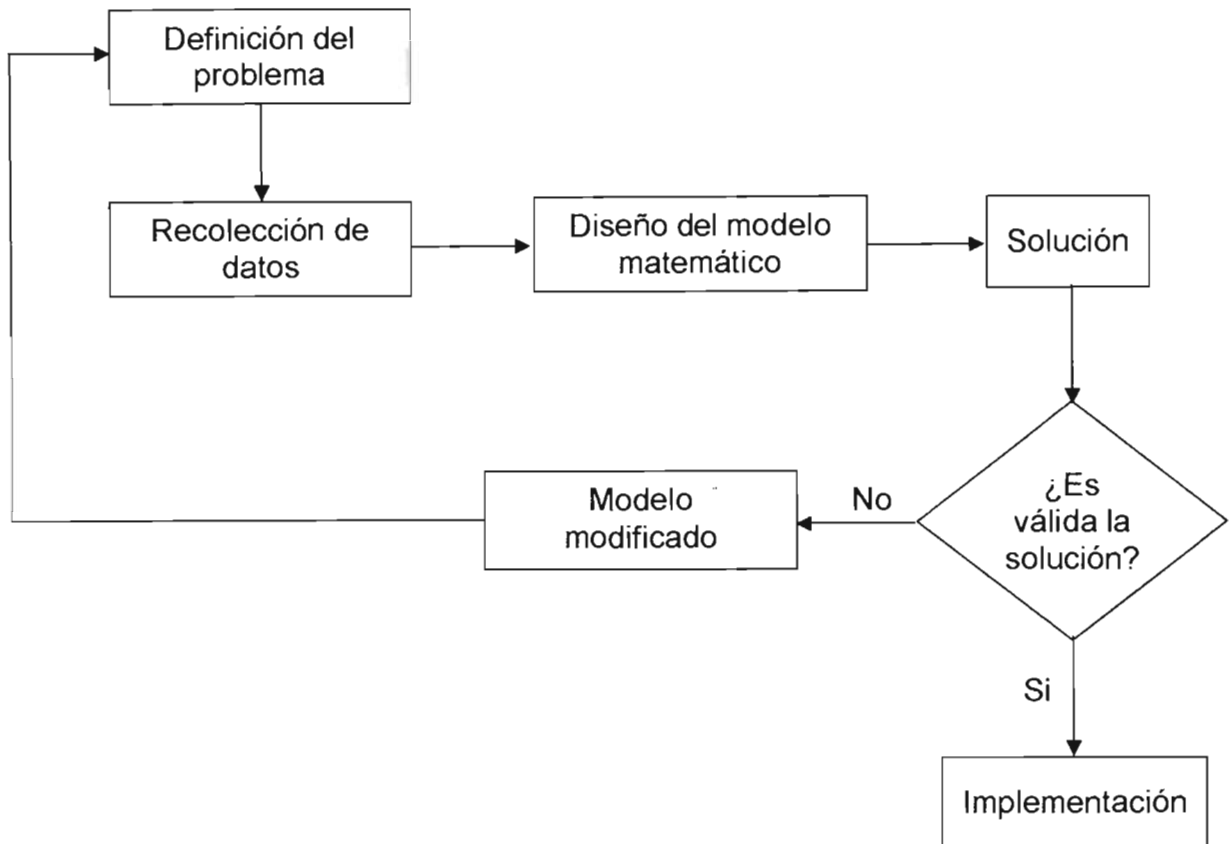 Definición del
problema
Recolección de
datos
Diseño del modelo
matemático
Solución
¿Es
válida la
solución?
No
Modelo
modificado
Si
Implementación